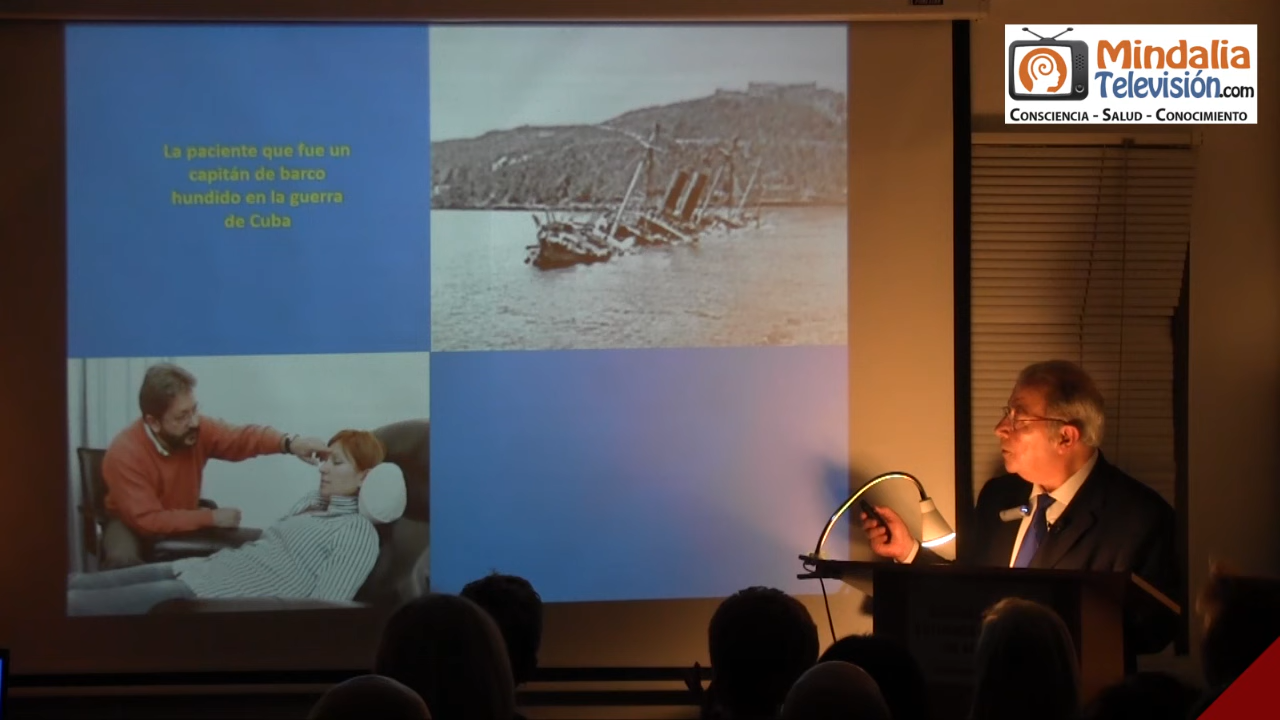 La paciente que fue un
capitán de barco
hundido en la guerra
de Cuba
Mindalia
Televisión.com
Consciencia - Salud - Conocimiento